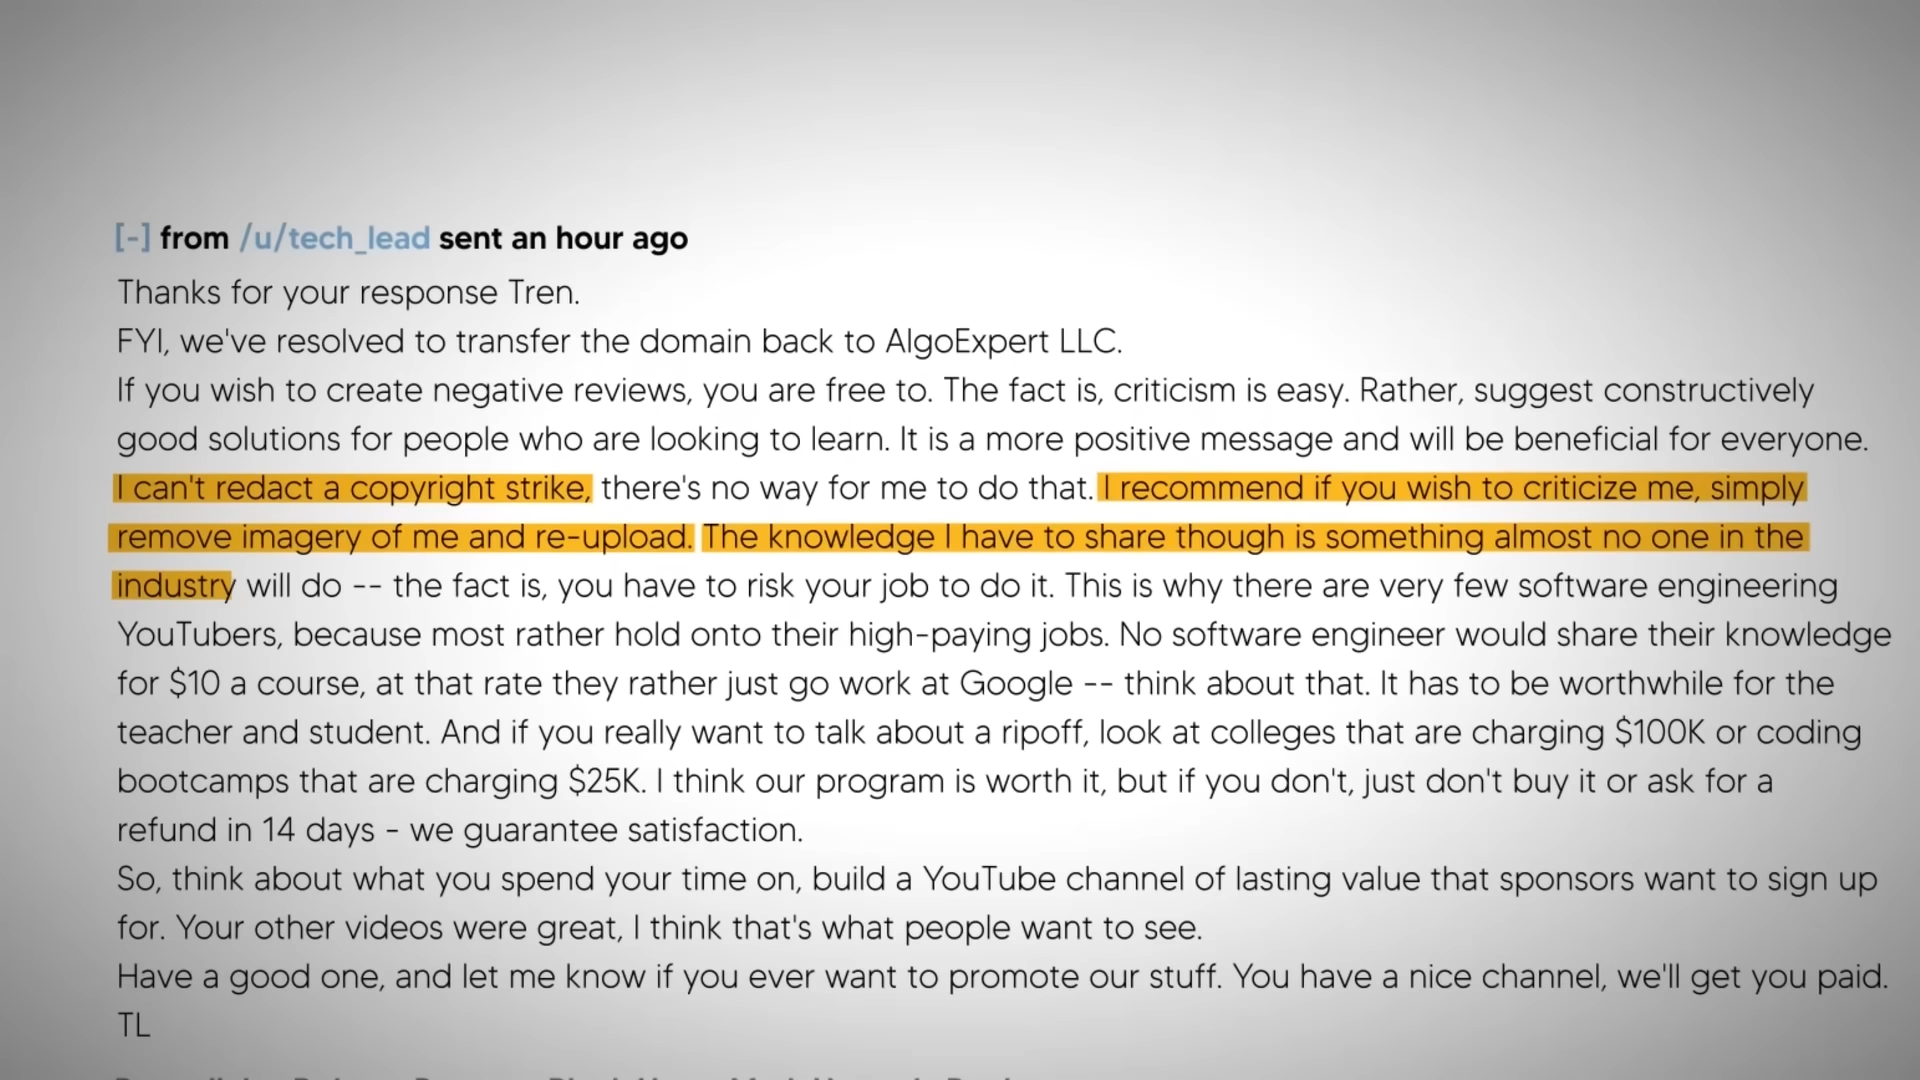 [-] from /u/tech_lead sent an hour ago
Thanks for your response Tren.
FYI, we've resolved to transfer the domain back to AlgoExpert LLC.
If you wish to create negative reviews, you are free to. The fact is, criticism is easy. Rather, suggest constructively
good solutions for people who are looking to learn. It is a more positive message and will be beneficial for everyone.
I can't redact a copyright strike, there's no way for me to do that. I recommend if you wish to criticize me, simply
remove imagery of me and re-upload. The knowledge I have to share though is something almost no one in the
industry will do -- the fact is, you have to risk your job to do it. This is why there are very few software engineering
YouTubers, because most rather hold onto their high-paying jobs. No software engineer would share their knowledge
for $10 a course, at that rate they rather just go work at Google -- think about that. It has to be worthwhile for the
teacher and student. And if you really want to talk about a ripoff, look at colleges that are charging $100K or coding
bootcamps that are charging $25K. I think our program is worth it, but if you don't, just don't buy it or ask for a
refund in 14 days - we guarantee satisfaction.
So, think about what you spend your time on, build a YouTube channel of lasting value that sponsors want to sign up
for. Your other videos were great, I think that's what people want to see.
Have a good one, and let me know if you ever want to promote our stuff. You have a nice channel, we'll get you paid.
TL